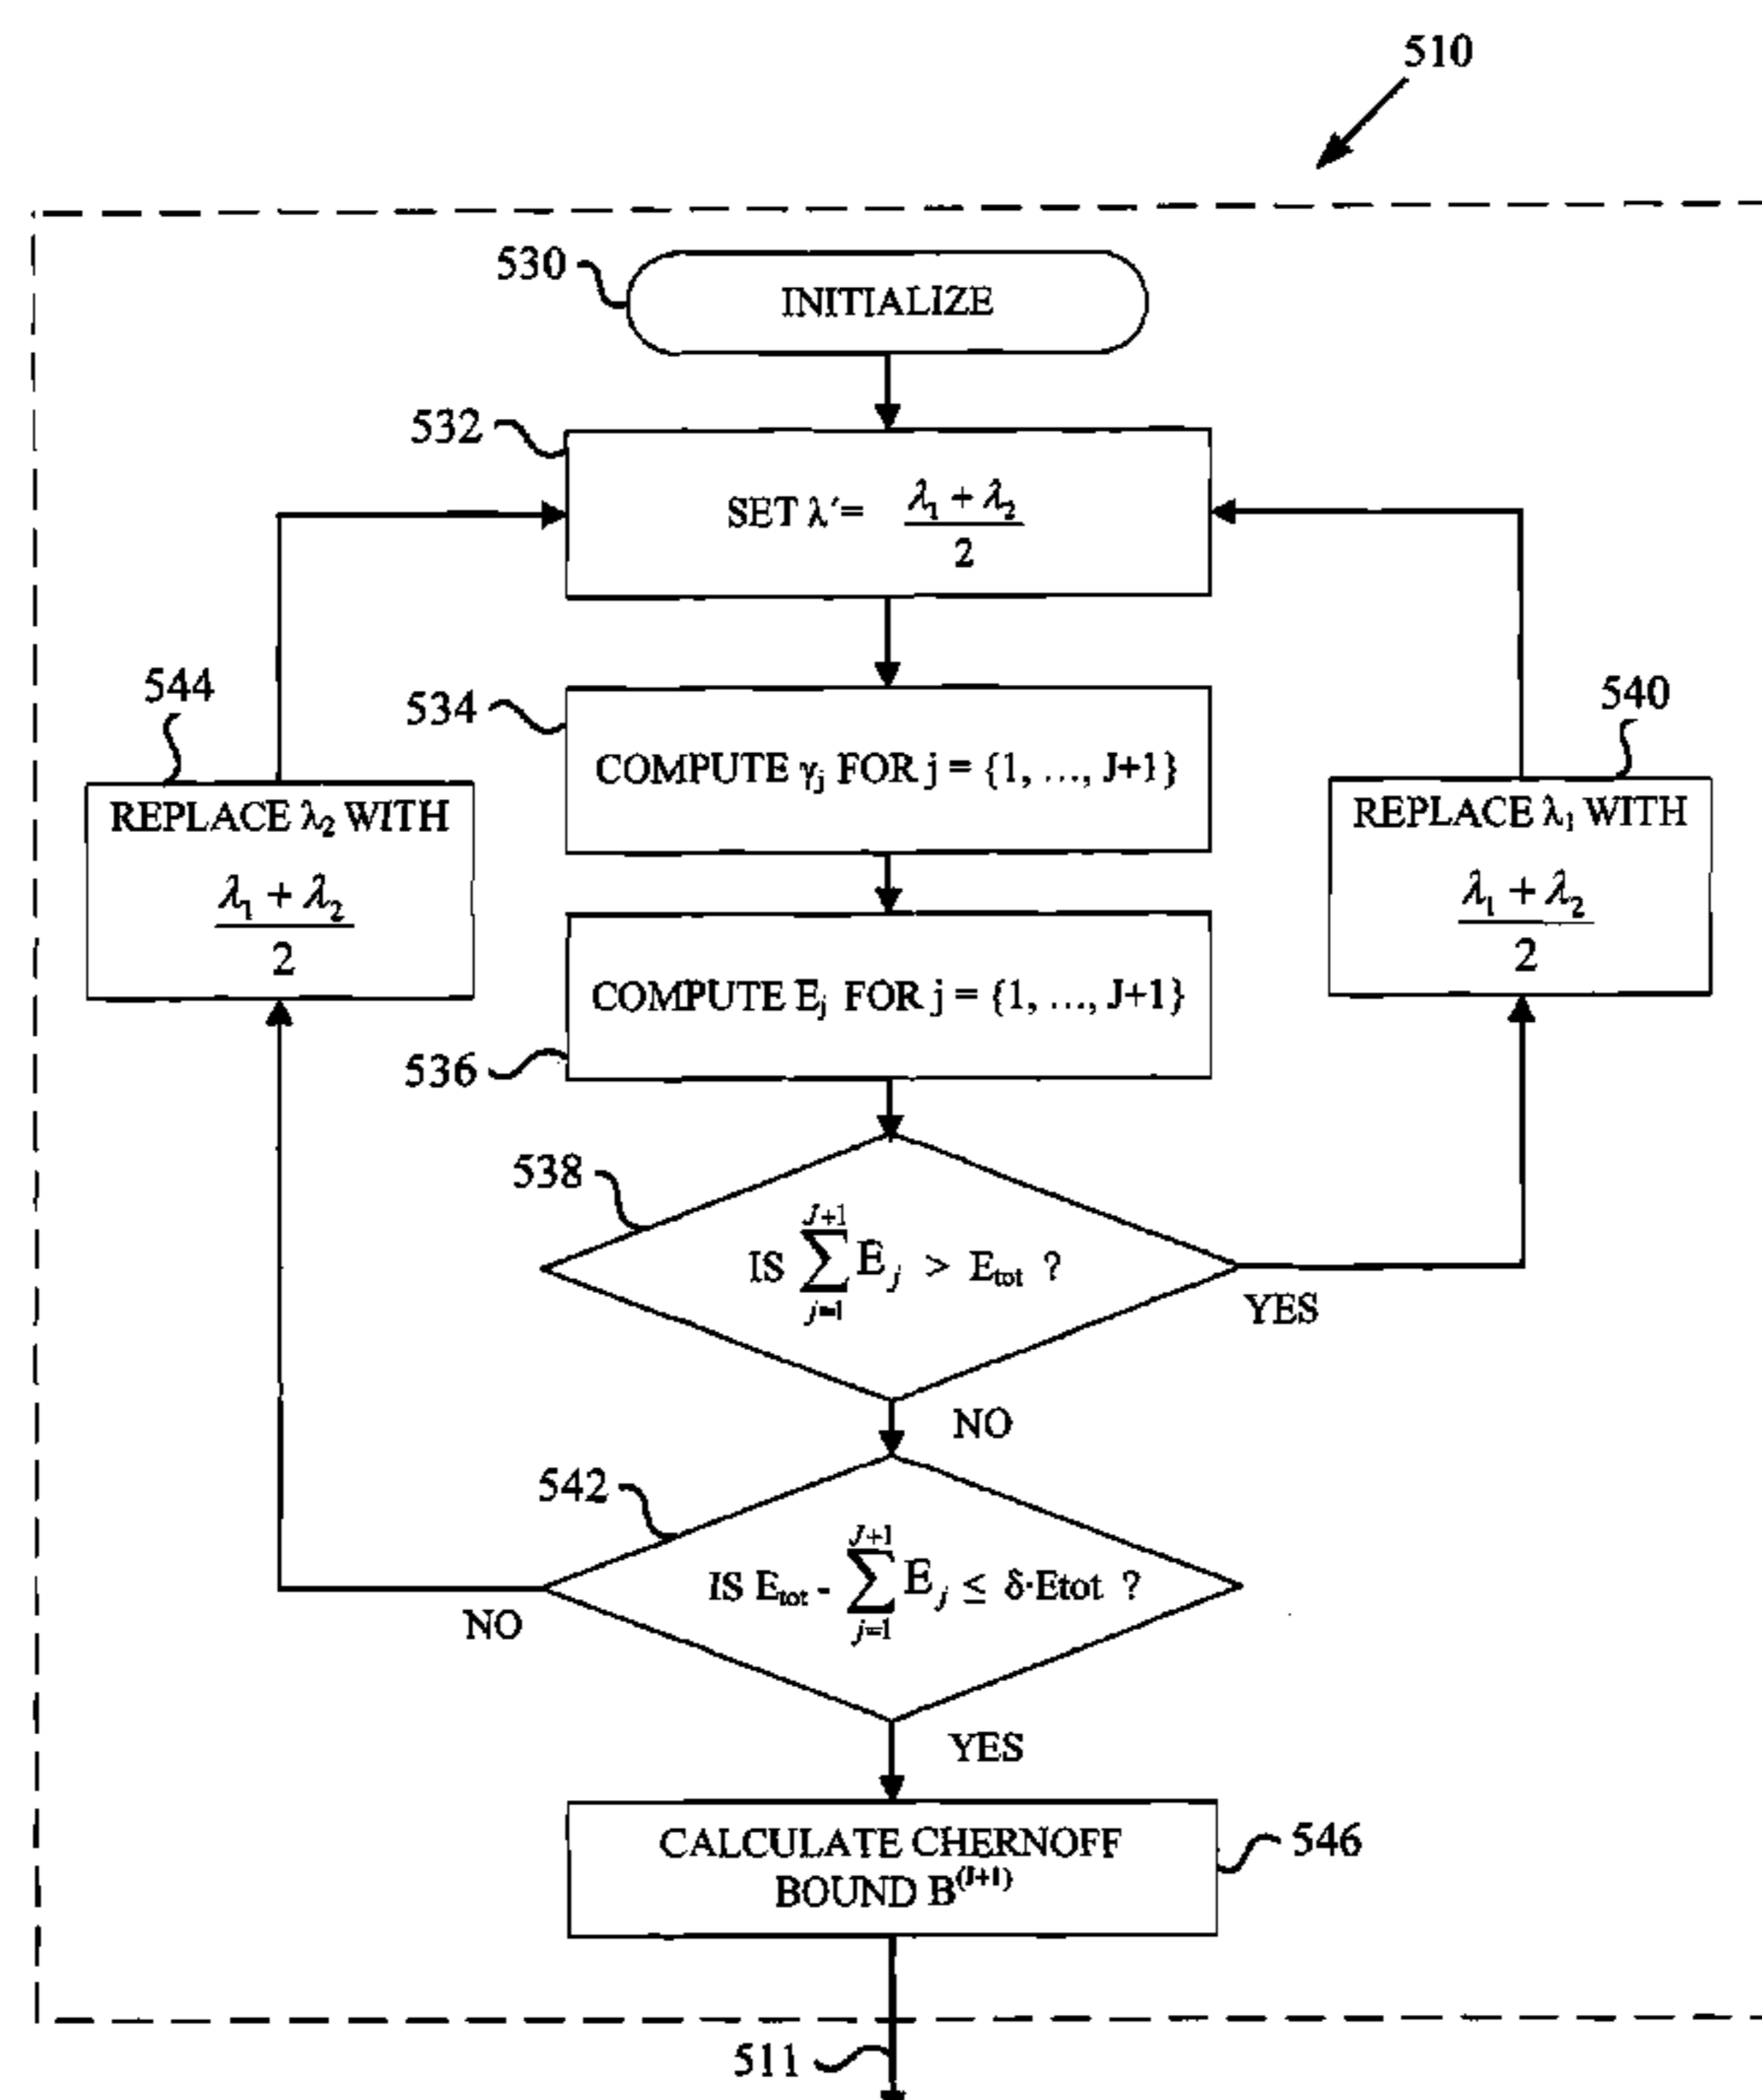 510
530
INITIALIZE
532
SET λ´= λ₁ + λ₂ / 2
544
534
540
COMPUTE γj FOR j = {1, ..., J+1}
REPLACE λ₂ WITH
λ₁ + λ₂ / 2
REPLACE λ₁ WITH
λ₁ + λ₂ / 2
COMPUTE Ej FOR j = {1, ..., J+1}
536
538
J+1
IS ∑ Ej > Etot ?
j=1
YES
NO
542
J+1
IS Etot - ∑ Ej ≤ δ·Etot ?
j=1
NO
YES
CALCULATE CHERNOFF
BOUND B^(J+1)
546
511